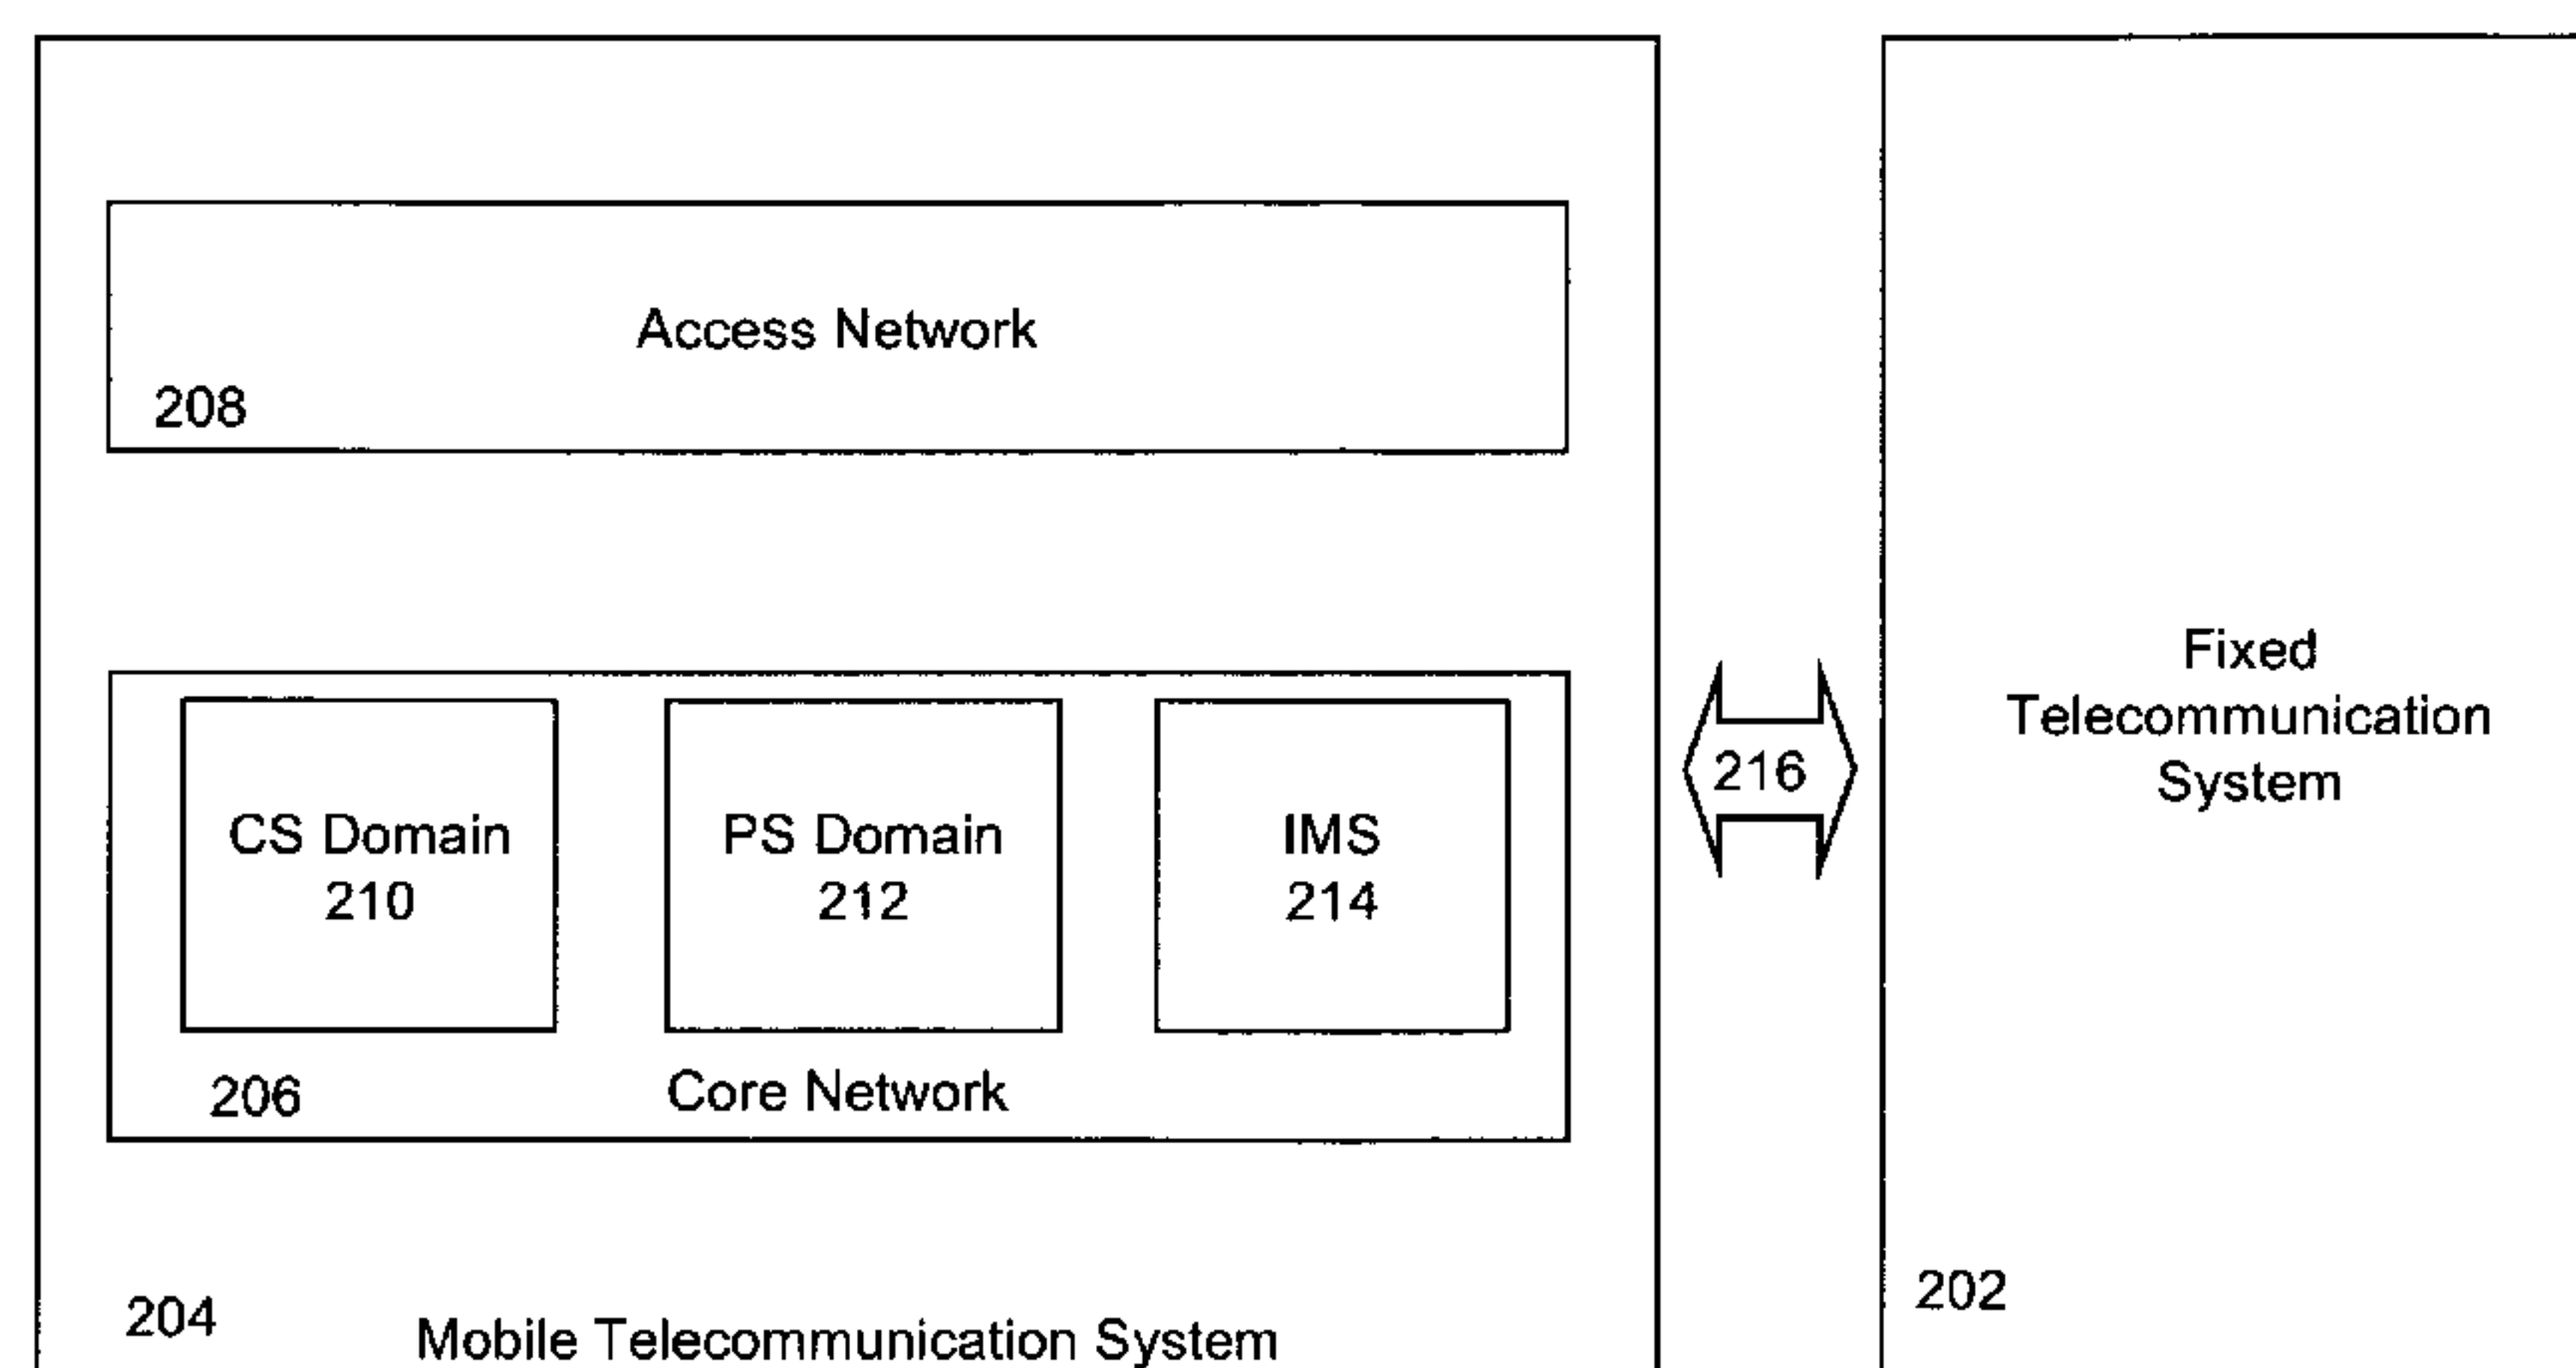 Access Network
208
CS Domain
210
PS Domain
212
IMS
214
206
Core Network
204
Mobile Telecommunication System
216
Fixed
Telecommunication
System
202